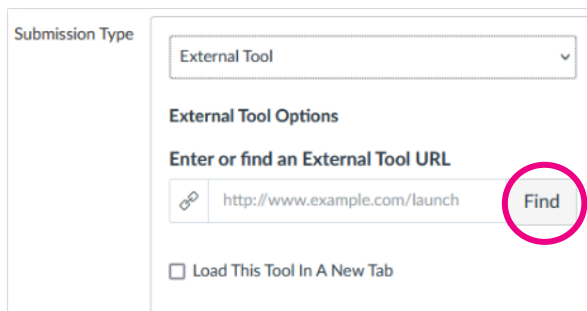 Submission Type
External Tool
External Tool Options
Enter or find an External Tool URL
http://www.example.com/launch Find
Load This Tool In A New Tab